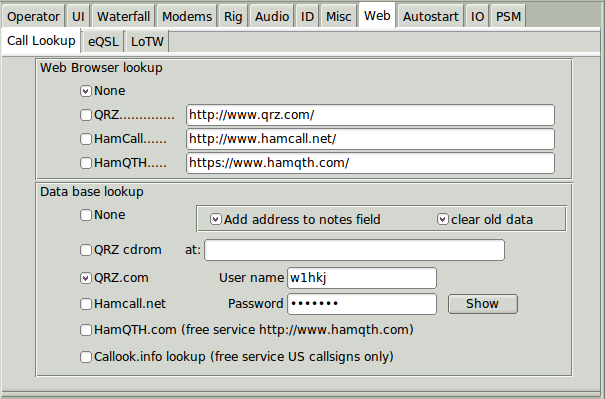 Operator UI Waterfall Modems Rig Audio ID Misc Web Autostart IO PSM
Call Lookup eQSL LoTW
Web Browser lookup
None
QRZ.............. http://www.qrz.com/
HamCall...... http://www.hamcall.net/
HamQTH..... https://www.hamqth.com/
Data base lookup
None Add address to notes field clear old data
QRZ cdrom at:
QRZ.com User name w1hkj
Hamcall.net Password ••••••• Show
HamQTH.com (free service http://www.hamqth.com)
Callook.info lookup (free service US callsigns only)